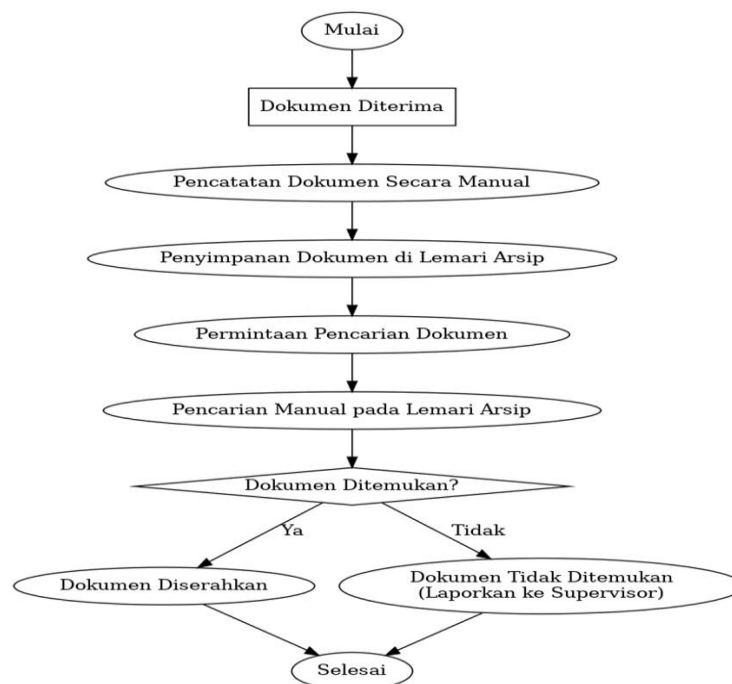 Mulai
Dokumen Diterima
Pencatatan Dokumen Secara Manual
Penyimpanan Dokumen di Lemari Arsip
Permintaan Pencarian Dokumen
Pencarian Manual pada Lemari Arsip
Dokumen Ditemukan?
Ya
Tidak
Dokumen Diserahkan
Dokumen Tidak Ditemukan
(Laporkan ke Supervisor)
Selesai